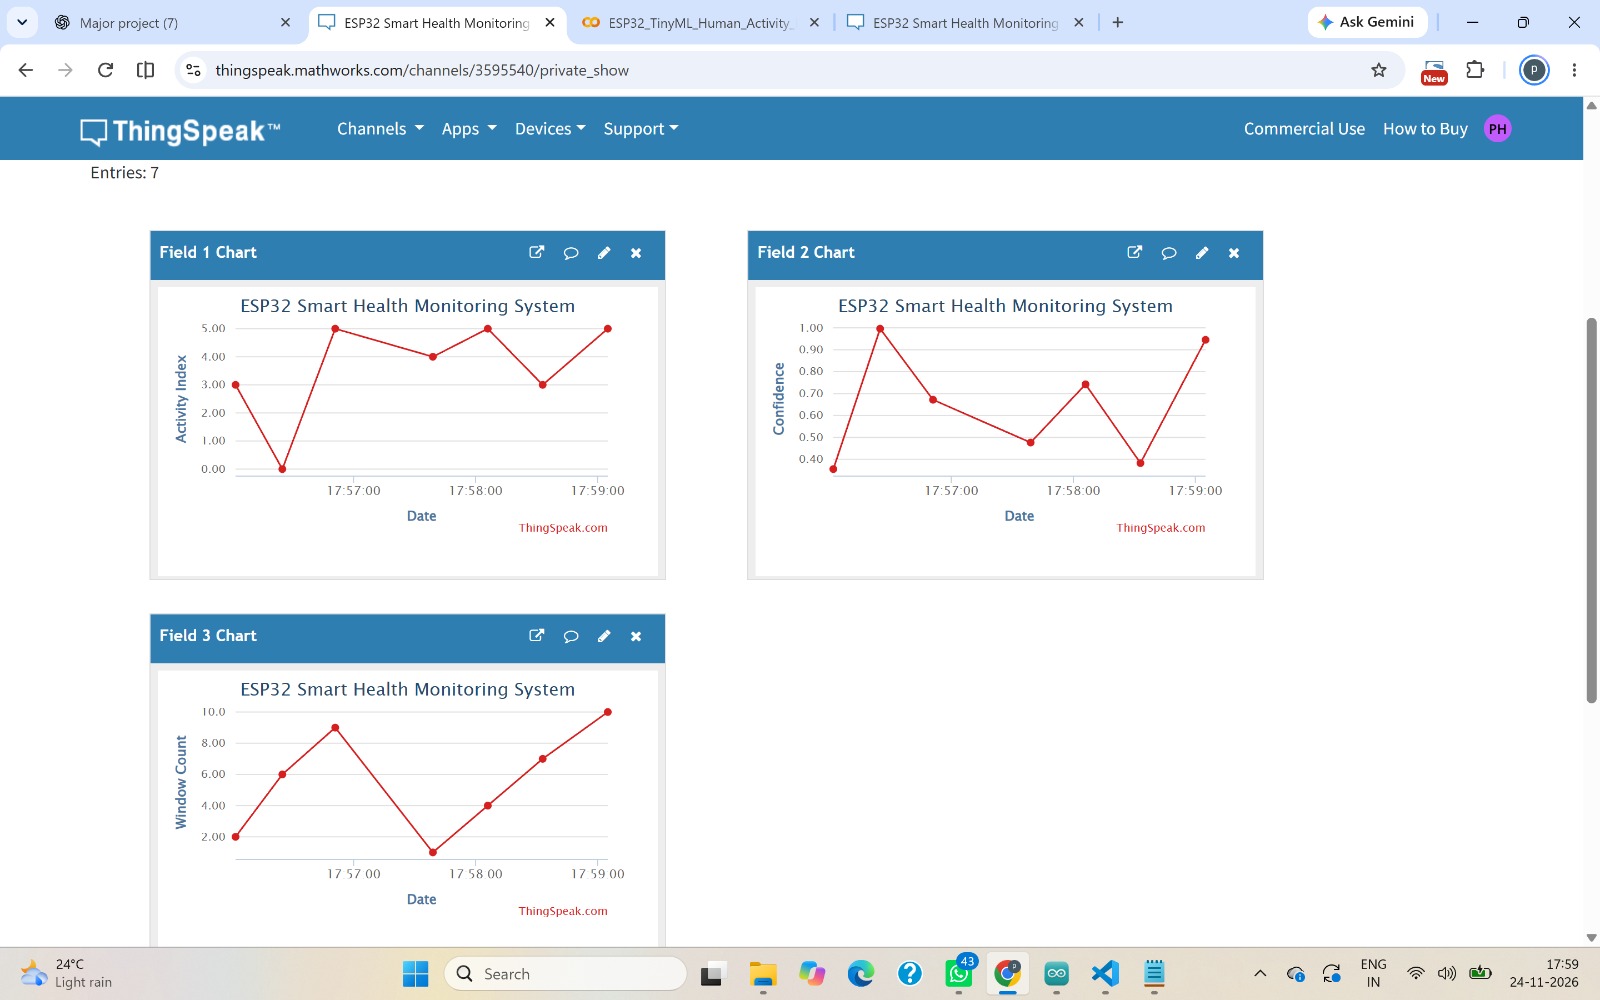 Major project (7)
ESP32 Smart Health Monitoring
ESP32_TinyML_Human_Activity_
ESP32 Smart Health Monitoring
Ask Gemini
thingspeak.mathworks.com/channels/3595540/private_show
New
P
ThingSpeak™
Channels
Apps
Devices
Support
Commercial Use
How to Buy
PH
Entries: 7
Field 1 Chart
ESP32 Smart Health Monitoring System
Activity Index
5.00
4.00
3.00
2.00
1.00
0.00
17:57:00
17:58:00
17:59:00
Date
ThingSpeak.com
Field 2 Chart
ESP32 Smart Health Monitoring System
Confidence
1.00
0.90
0.80
0.70
0.60
0.50
0.40
17:57:00
17:58:00
17:59:00
Date
ThingSpeak.com
Field 3 Chart
ESP32 Smart Health Monitoring System
Window Count
10.0
8.00
6.00
4.00
2.00
17 57 00
17 58 00
17 59 00
Date
ThingSpeak.com
24°C
Light rain
Search
43
ENG
IN
17:59
24-11-2026